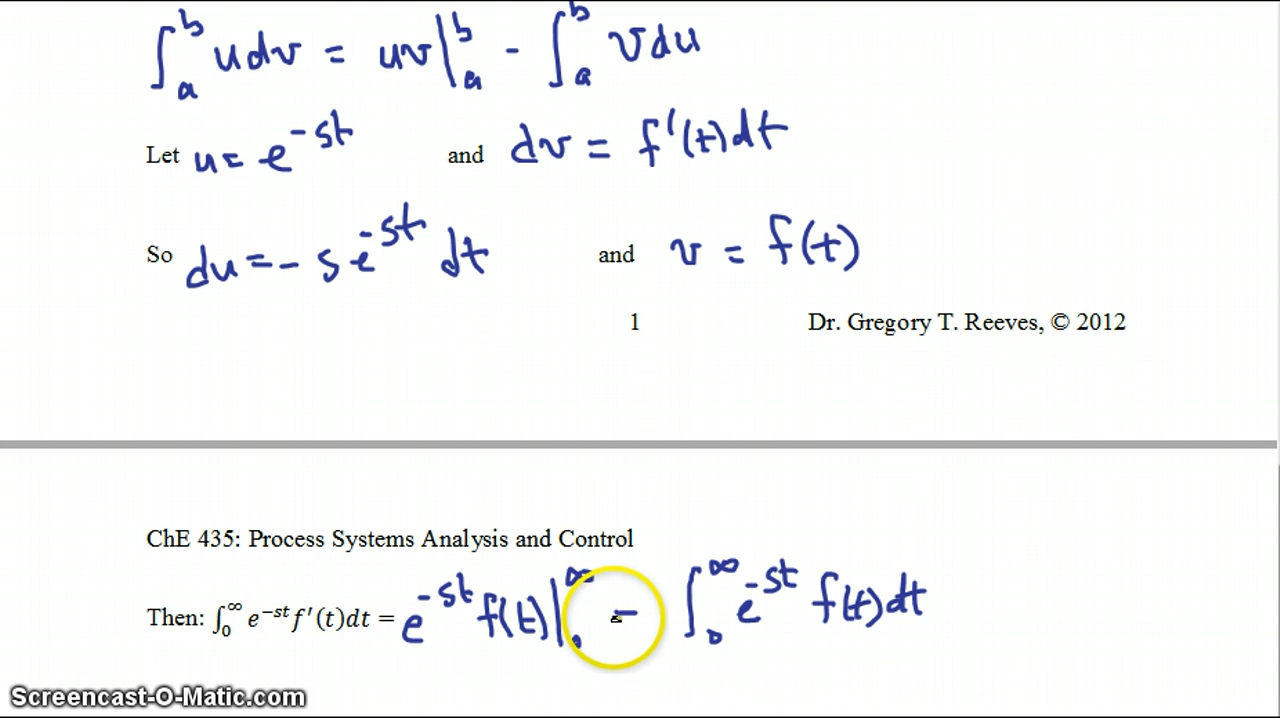 ∫_a^b u dv = uv |_a^b - ∫_a^b v du
Let u = e^{-st} and dv = f'(t)dt
So du = - s e^{-st} dt and v = f(t)
1 Dr. Gregory T. Reeves, © 2012
ChE 435: Process Systems Analysis and Control
Then: ∫_0^∞ e^{-st} f'(t)dt = e^{-st} f(t) |_0^∞ - ∫_0^∞ e^{-st} f(t)dt
Screencast-O-Matic.com